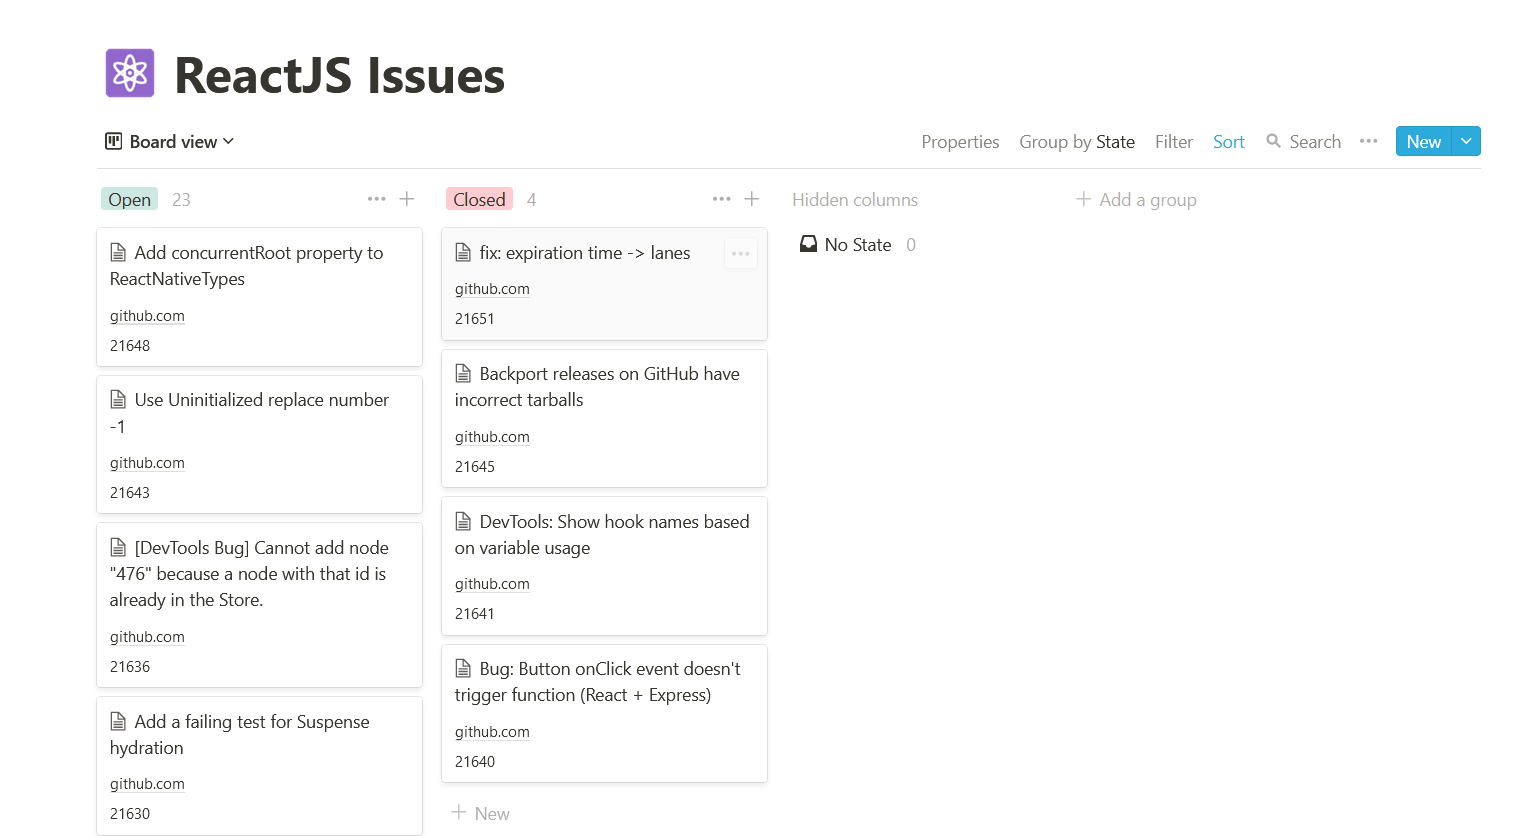 ReactJS Issues
Board view
Properties Group by State Filter Sort Search New
Open 23
Add concurrentRoot property to
ReactNativeTypes
github.com
21648
Use Uninitialized replace number
-1
github.com
21643
[DevTools Bug] Cannot add node
"476" because a node with that id is
already in the Store.
github.com
21636
Add a failing test for Suspense
hydration
github.com
21630
Closed 4
fix: expiration time -> lanes
github.com
21651
Backport releases on GitHub have
incorrect tarballs
github.com
21645
DevTools: Show hook names based
on variable usage
github.com
21641
Bug: Button onClick event doesn't
trigger function (React + Express)
github.com
21640
New
Hidden columns
No State 0
Add a group